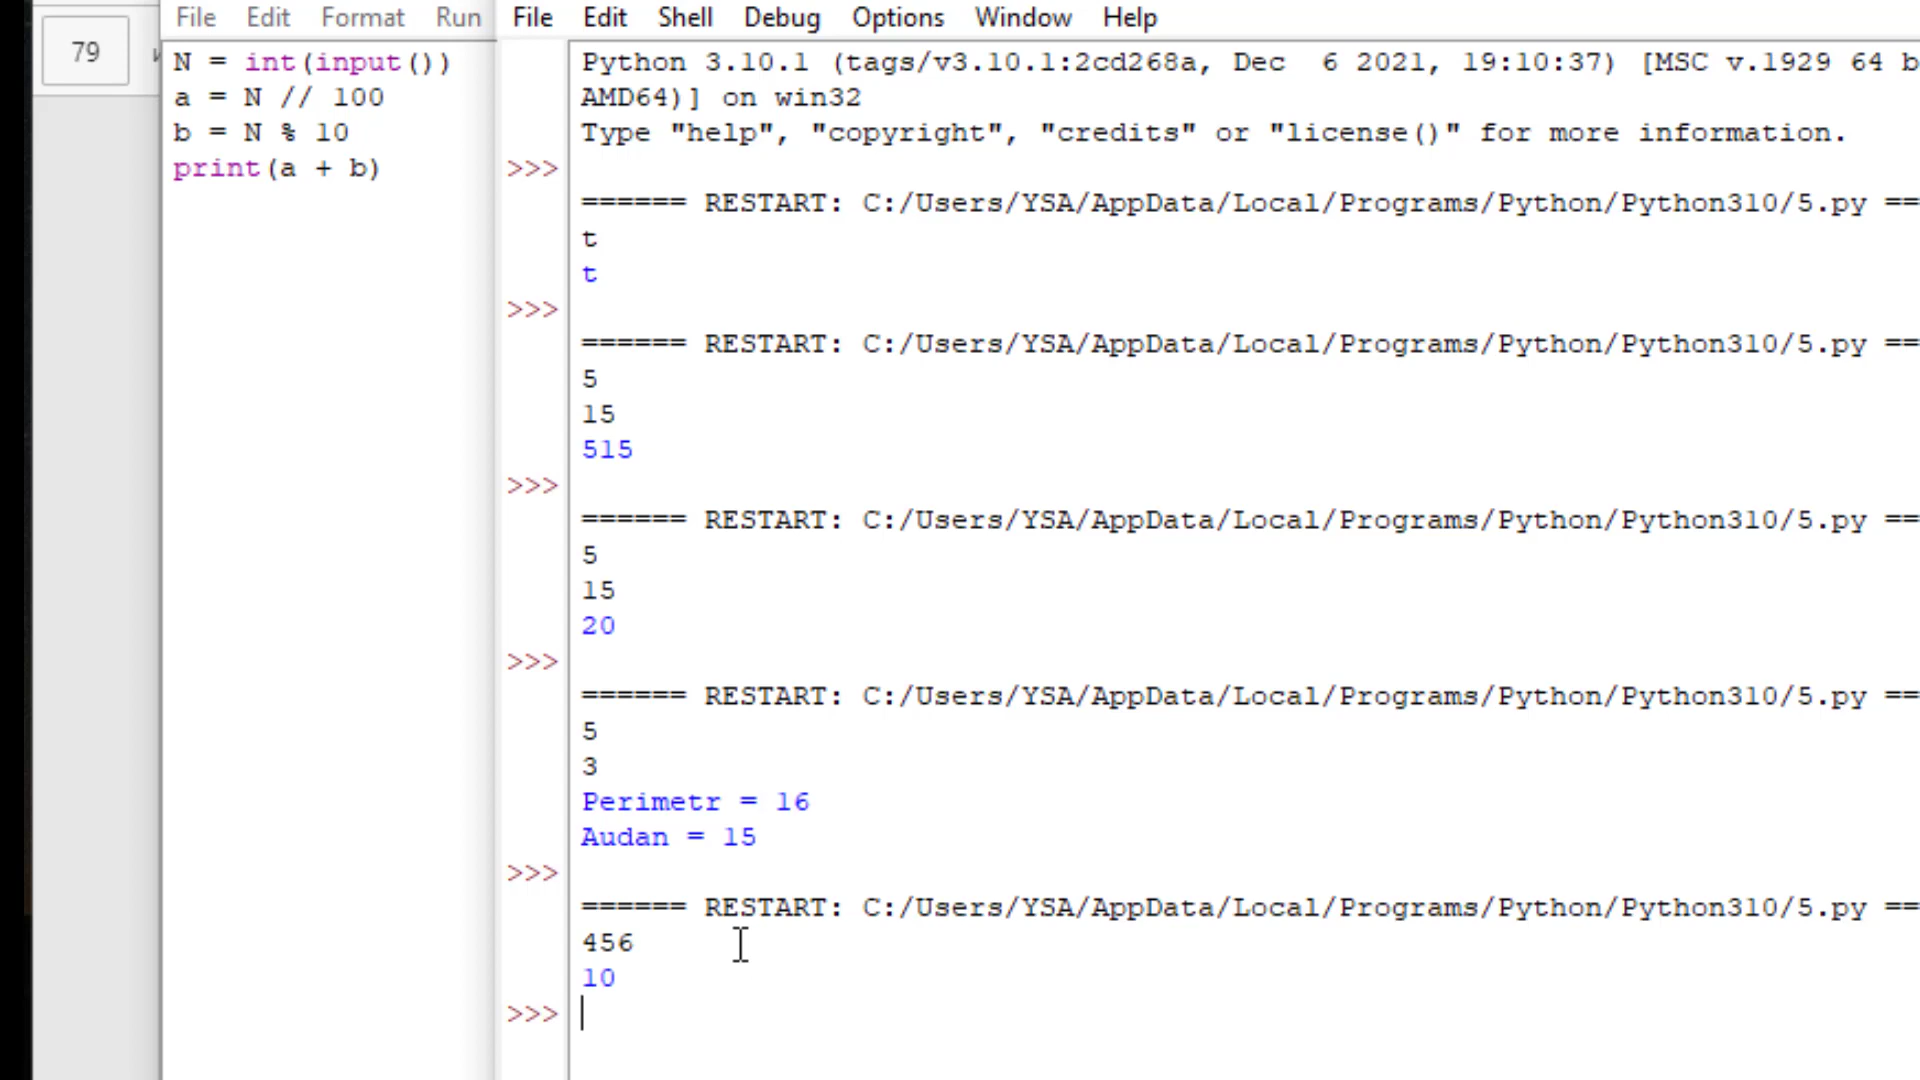 79
File Edit Format Run
N = int(input())
a = N // 100
b = N % 10
print(a + b)
File Edit Shell Debug Options Window Help
Python 3.10.1 (tags/v3.10.1:2cd268a, Dec  6 2021, 19:10:37) [MSC v.1929 64 b
AMD64)] on win32
Type "help", "copyright", "credits" or "license()" for more information.
>>>
====== RESTART: C:/Users/YSA/AppData/Local/Programs/Python/Python310/5.py ==
t
t
>>>
====== RESTART: C:/Users/YSA/AppData/Local/Programs/Python/Python310/5.py ==
5
15
515
>>>
====== RESTART: C:/Users/YSA/AppData/Local/Programs/Python/Python310/5.py ==
5
15
20
>>>
====== RESTART: C:/Users/YSA/AppData/Local/Programs/Python/Python310/5.py ==
5
3
Perimetr = 16
Audan = 15
>>>
====== RESTART: C:/Users/YSA/AppData/Local/Programs/Python/Python310/5.py ==
456
10
>>>